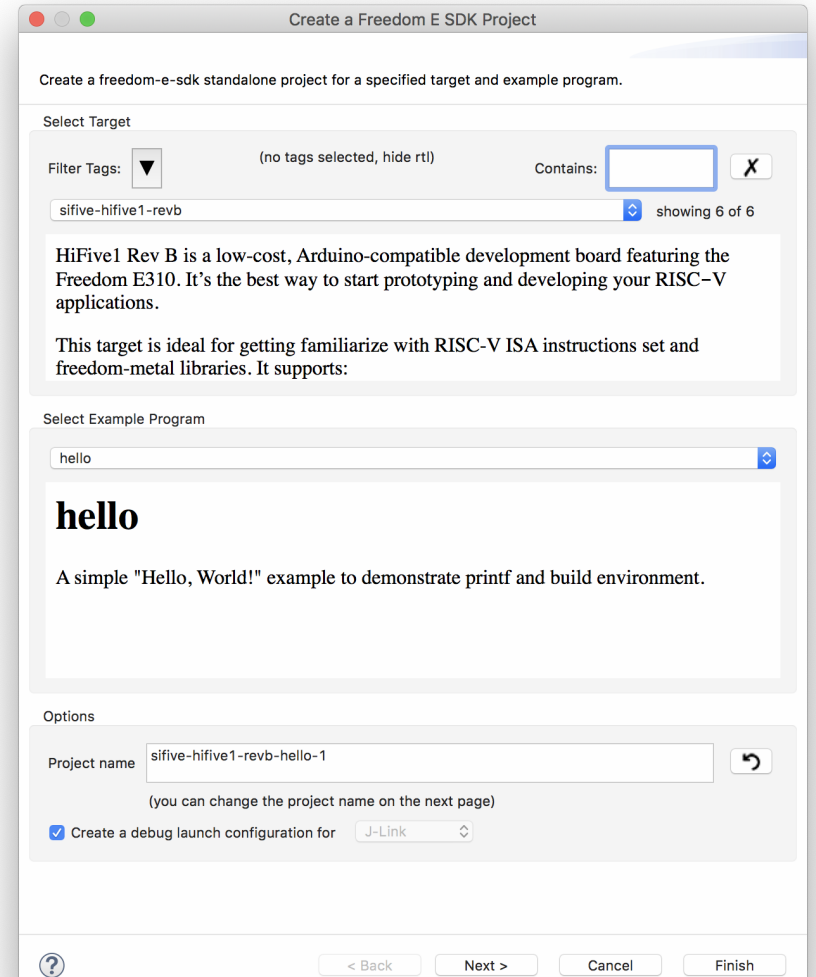 Create a Freedom E SDK Project
Create a freedom-e-sdk standalone project for a specified target and example program.
Select Target
Filter Tags:
(no tags selected, hide rtl)
Contains:
sifive-hifive1-revb
showing 6 of 6
HiFive1 Rev B is a low-cost, Arduino-compatible development board featuring the
Freedom E310. It’s the best way to start prototyping and developing your RISC–V
applications.
This target is ideal for getting familiarize with RISC-V ISA instructions set and
freedom-metal libraries. It supports:
Select Example Program
hello
hello
A simple "Hello, World!" example to demonstrate printf and build environment.
Options
Project name
sifive-hifive1-revb-hello-1
(you can change the project name on the next page)
Create a debug launch configuration for
J-Link
?
< Back
Next >
Cancel
Finish